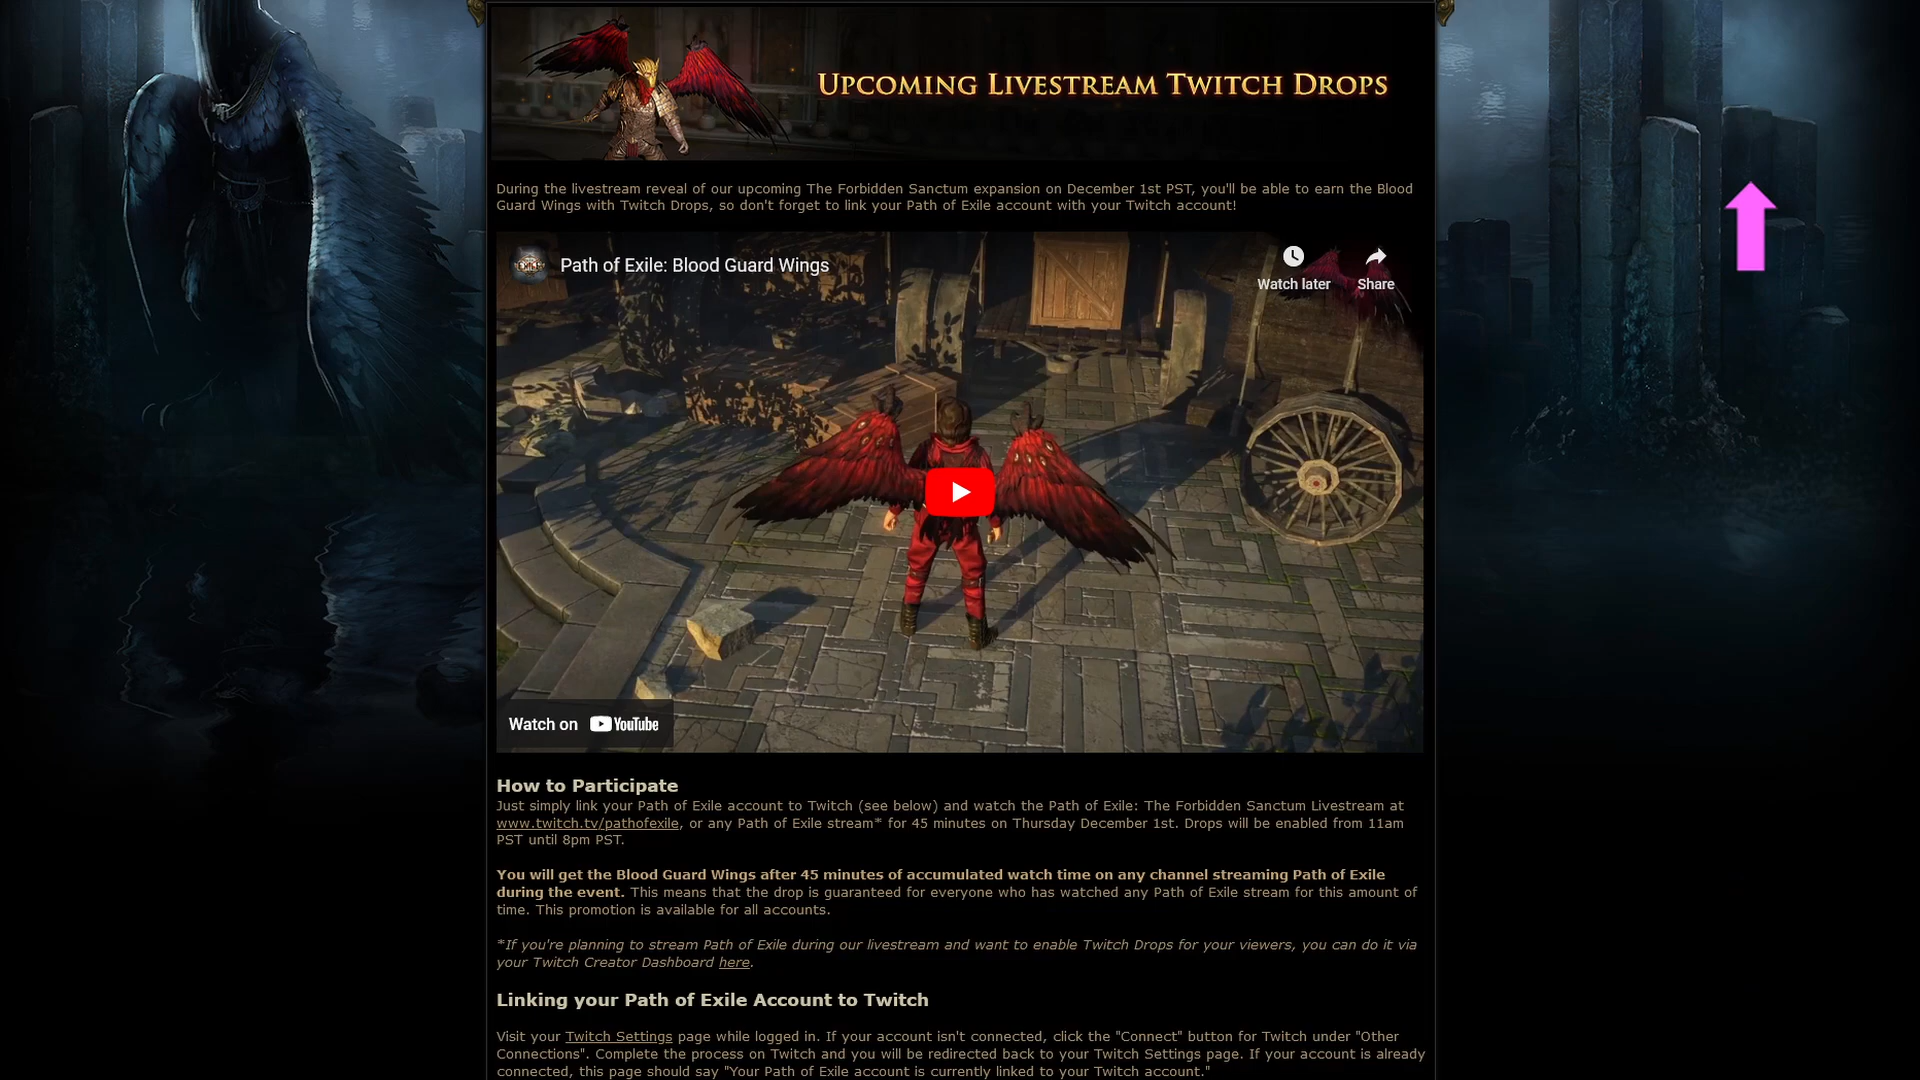 UPCOMING LIVESTREAM TWITCH DROPS
During the livestream reveal of our upcoming The Forbidden Sanctum expansion on December 1st PST, you'll be able to earn the Blood
Guard Wings with Twitch Drops, so don't forget to link your Path of Exile account with your Twitch account!
Path of Exile: Blood Guard Wings
Watch later
Share
Watch on YouTube
How to Participate
Just simply link your Path of Exile account to Twitch (see below) and watch the Path of Exile: The Forbidden Sanctum Livestream at
www.twitch.tv/pathofexile, or any Path of Exile stream* for 45 minutes on Thursday December 1st. Drops will be enabled from 11am
PST until 8pm PST.
You will get the Blood Guard Wings after 45 minutes of accumulated watch time on any channel streaming Path of Exile
during the event. This means that the drop is guaranteed for everyone who has watched any Path of Exile stream for this amount of
time. This promotion is available for all accounts.
*If you're planning to stream Path of Exile during our livestream and want to enable Twitch Drops for your viewers, you can do it via
your Twitch Creator Dashboard here.
Linking your Path of Exile Account to Twitch
Visit your Twitch Settings page while logged in. If your account isn't connected, click the "Connect" button for Twitch under "Other
Connections". Complete the process on Twitch and you will be redirected back to your Twitch Settings page. If your account is already
connected, this page should say "Your Path of Exile account is currently linked to your Twitch account."